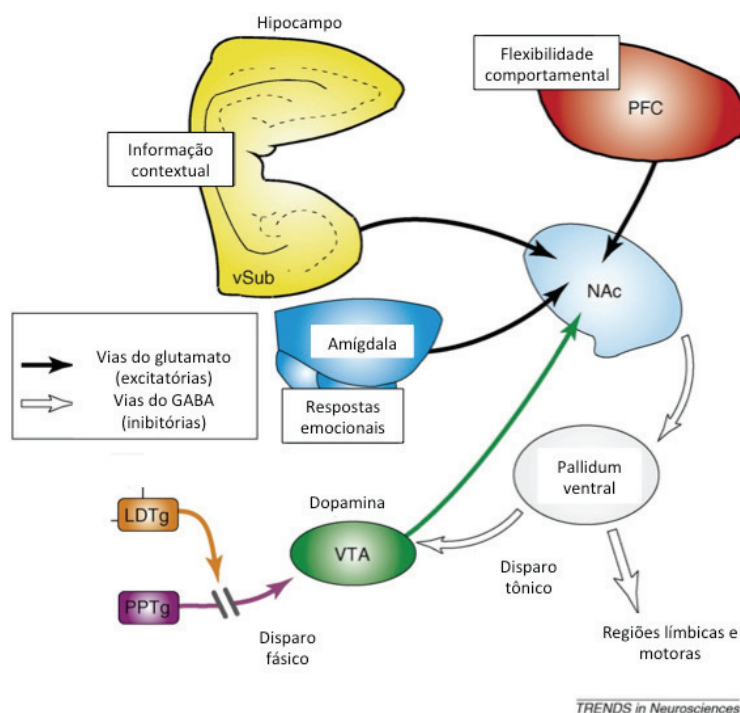 Hipocampo
Flexibilidade
comportamental
PFC
Informação
contextual
vSub
NAc
Amígdala
Vias do glutamato
(excitatórias)
Vias do GABA
(inibitórias)
Respostas
emocionais
Pallidum
ventral
LDTg
Dopamina
VTA
Disparo
tônico
PPTg
Disparo
fásico
Regiões límbicas e
motoras
TRENDS in Neurosciences